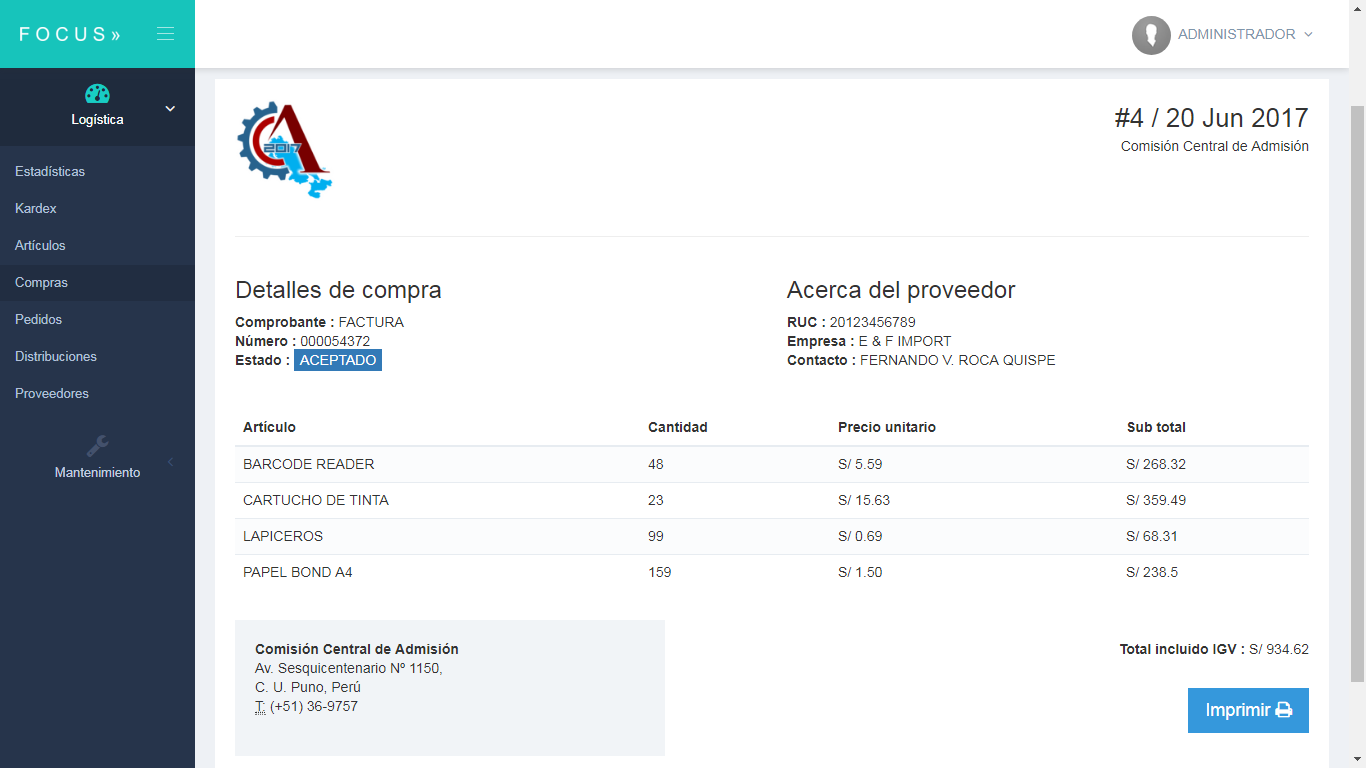 FOCUS»
ADMINISTRADOR
Logística
Estadísticas
Kardex
Artículos
Compras
Pedidos
Distribuciones
Proveedores
Mantenimiento
2017
#4 / 20 Jun 2017
Comisión Central de Admisión
Detalles de compra
Comprobante : FACTURA
Número : 000054372
Estado : ACEPTADO
Acerca del proveedor
RUC : 20123456789
Empresa : E & F IMPORT
Contacto : FERNANDO V. ROCA QUISPE
Artículo Cantidad Precio unitario Sub total
BARCODE READER 48 S/ 5.59 S/ 268.32
CARTUCHO DE TINTA 23 S/ 15.63 S/ 359.49
LAPICEROS 99 S/ 0.69 S/ 68.31
PAPEL BOND A4 159 S/ 1.50 S/ 238.5
Comisión Central de Admisión
Av. Sesquicentenario Nº 1150,
C. U. Puno, Perú
T: (+51) 36-9757
Total incluido IGV : S/ 934.62
Imprimir